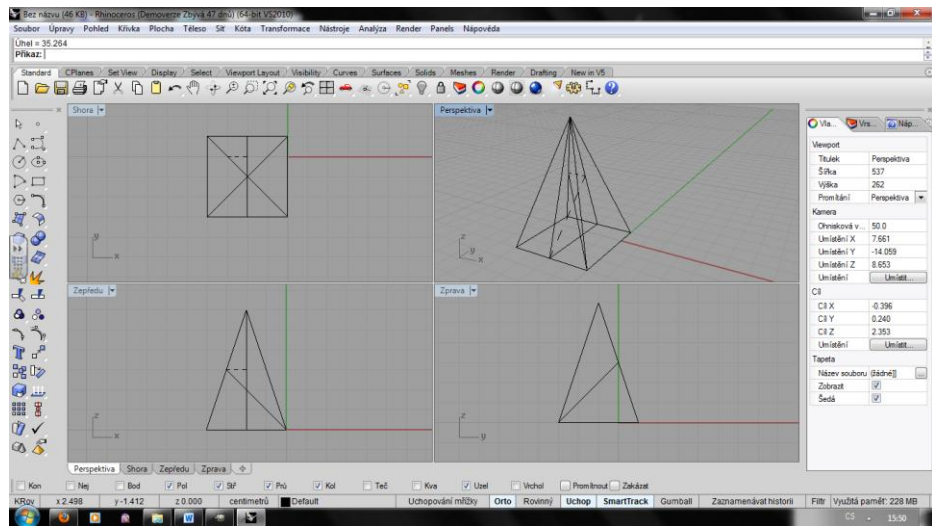 Bez názvu (46 KB) - Rhinoceros (Demoverze Zbývá 47 dnů) (64-bit VS2010)
Soubor Úpravy Pohled Křivka Plocha Těleso Síť Kóta Transformace Nástroje Analýza Render Panels Nápověda
Úhel = 35.264
Příkaz:
Standard CPlanes Set View Display Select Viewport Layout Visibility Curves Surfaces Solids Meshes Render Drafting New in V5
Shora
Perspektiva
Vla... Vrs... Náp...
Viewport
Titulek Perspektiva
Šířka 537
Výška 262
Promítání Perspektiva
Kamera
Ohnisková v... 50.0
Umístění X 7.661
Umístění Y -14.059
Umístění Z 8.653
Umístění Umístit...
Cíl
Cíl X -0.396
Cíl Y 0.240
Cíl Z 2.353
Umístění Umístit...
Tapeta
Název souboru (žádné)
Zobrazit
Šedá
y
x
z
y
x
Zepředu
Zprava
z
x
z
y
Perspektiva Shora Zepředu Zprava
Kon Nej Bod Pol Stř Prů Kol Teč Kva Uzel Vrchol Promítnout Zakázat
KRov x 2.498 y -1.412 z 0.000 centimetrů Default Uchopování mřížky Orto Rovinný Uchop SmartTrack Gumball Zaznamenávat historii Filtr Využitá paměť: 228 MB
CS 15:50